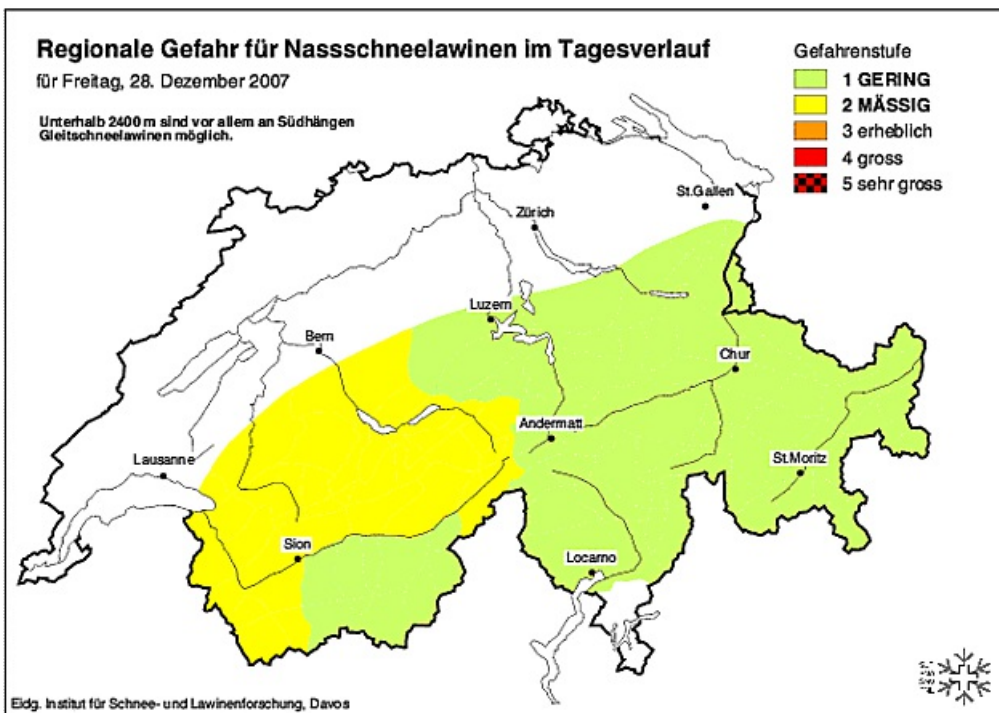 Regionale Gefahr für Nassschneelawinen im Tagesverlauf
für Freitag, 28. Dezember 2007
Unterhalb 2400 m sind vor allem an Südhängen
Gleitschneelawinen möglich.
Gefahrenstufe
1 GERING
2 MÄSSIG
3 erheblich
4 gross
5 sehr gross
St.Gallen
Zürich
Luzern
Bern
Chur
Andermatt
Lausanne
St.Moritz
Sion
Locarno
Eidg. Institut für Schnee- und Lawinenforschung, Davos